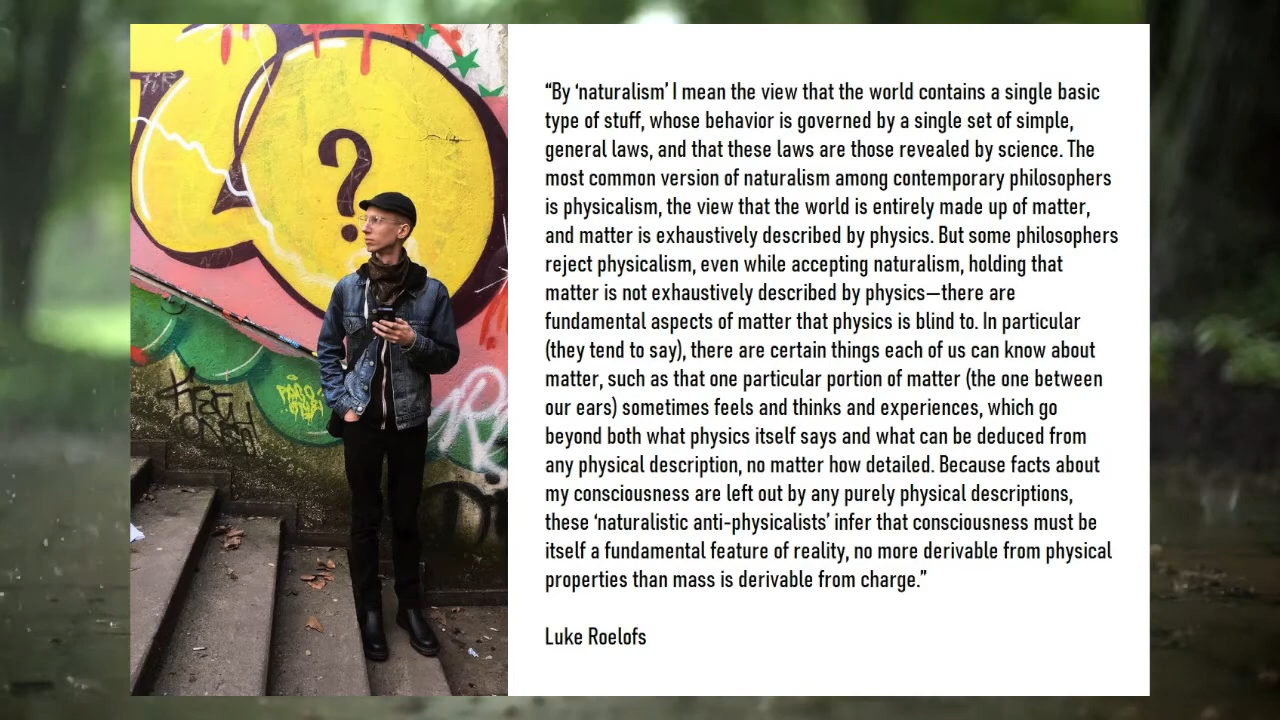 ?
“By ‘naturalism’ I mean the view that the world contains a single basic
type of stuff, whose behavior is governed by a single set of simple,
general laws, and that these laws are those revealed by science. The
most common version of naturalism among contemporary philosophers
is physicalism, the view that the world is entirely made up of matter,
and matter is exhaustively described by physics. But some philosophers
reject physicalism, even while accepting naturalism, holding that
matter is not exhaustively described by physics—there are
fundamental aspects of matter that physics is blind to. In particular
(they tend to say), there are certain things each of us can know about
matter, such as that one particular portion of matter (the one between
our ears) sometimes feels and thinks and experiences, which go
beyond both what physics itself says and what can be deduced from
any physical description, no matter how detailed. Because facts about
my consciousness are left out by any purely physical descriptions,
these ‘naturalistic anti-physicalists’ infer that consciousness must be
itself a fundamental feature of reality, no more derivable from physical
properties than mass is derivable from charge.”
Luke Roelofs